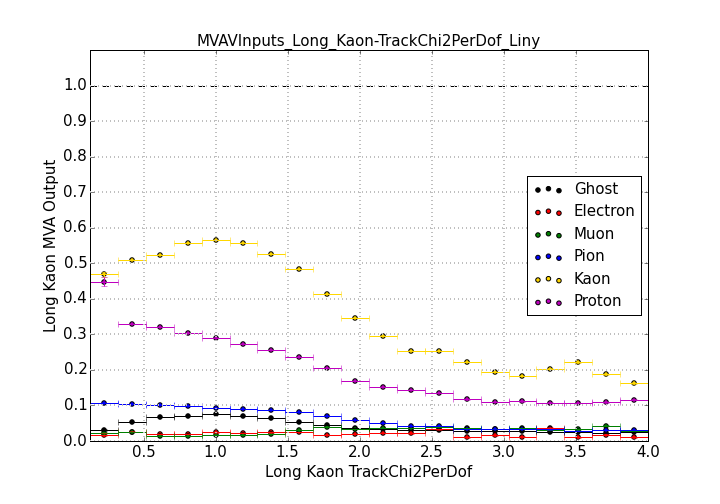 MVAVInputs_Long_Kaon-TrackChi2PerDof_Liny
Long Kaon MVA Output
1.0
0.9
0.8
0.7
0.6
0.5
0.4
0.3
0.2
0.1
0.0
Ghost
Electron
Muon
Pion
Kaon
Proton
0.5 1.0 1.5 2.0 2.5 3.0 3.5 4.0
Long Kaon TrackChi2PerDof